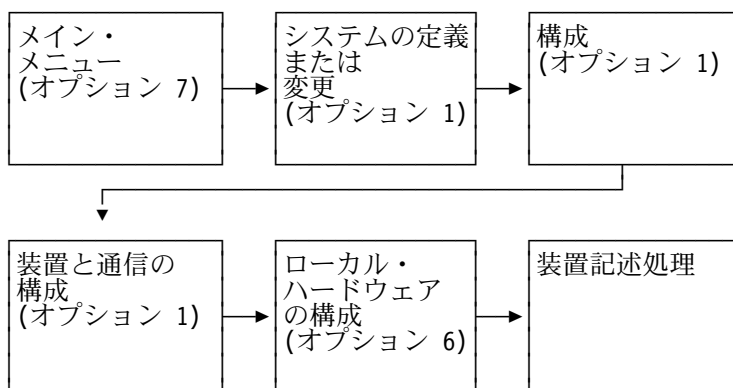 メイン・
メニュー
(オプション 7)
システムの定義
または
変更
(オプション 1)
構成
(オプション 1)
装置と通信の
構成
(オプション 1)
ローカル・
ハードウェア
の構成
(オプション 6)
装置記述処理